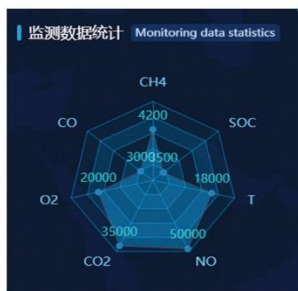 监测数据统计 Monitoring data statistics
CH4
4200
CO SOC
3000 3500
O2 20000 18000 T
35000 50000
CO2 NO